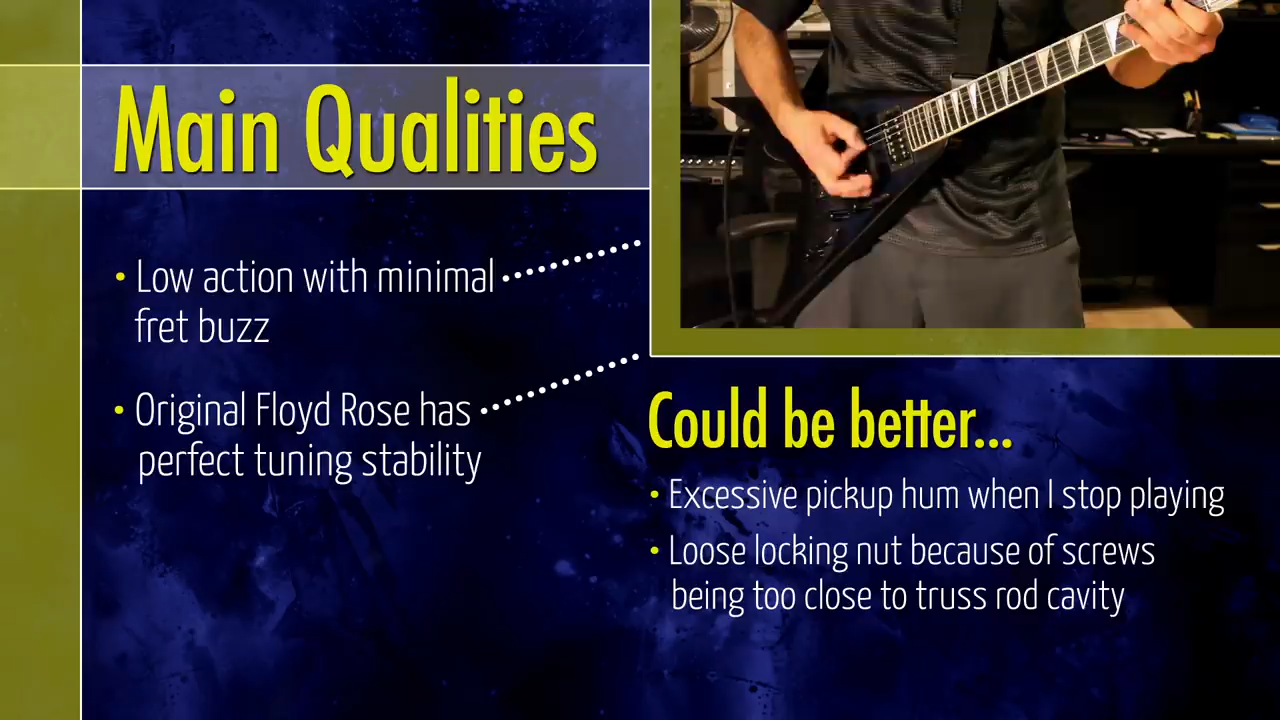 Main Qualities
• Low action with minimal
fret buzz
• Original Floyd Rose has
perfect tuning stability
Could be better...
• Excessive pickup hum when I stop playing
• Loose locking nut because of screws
being too close to truss rod cavity